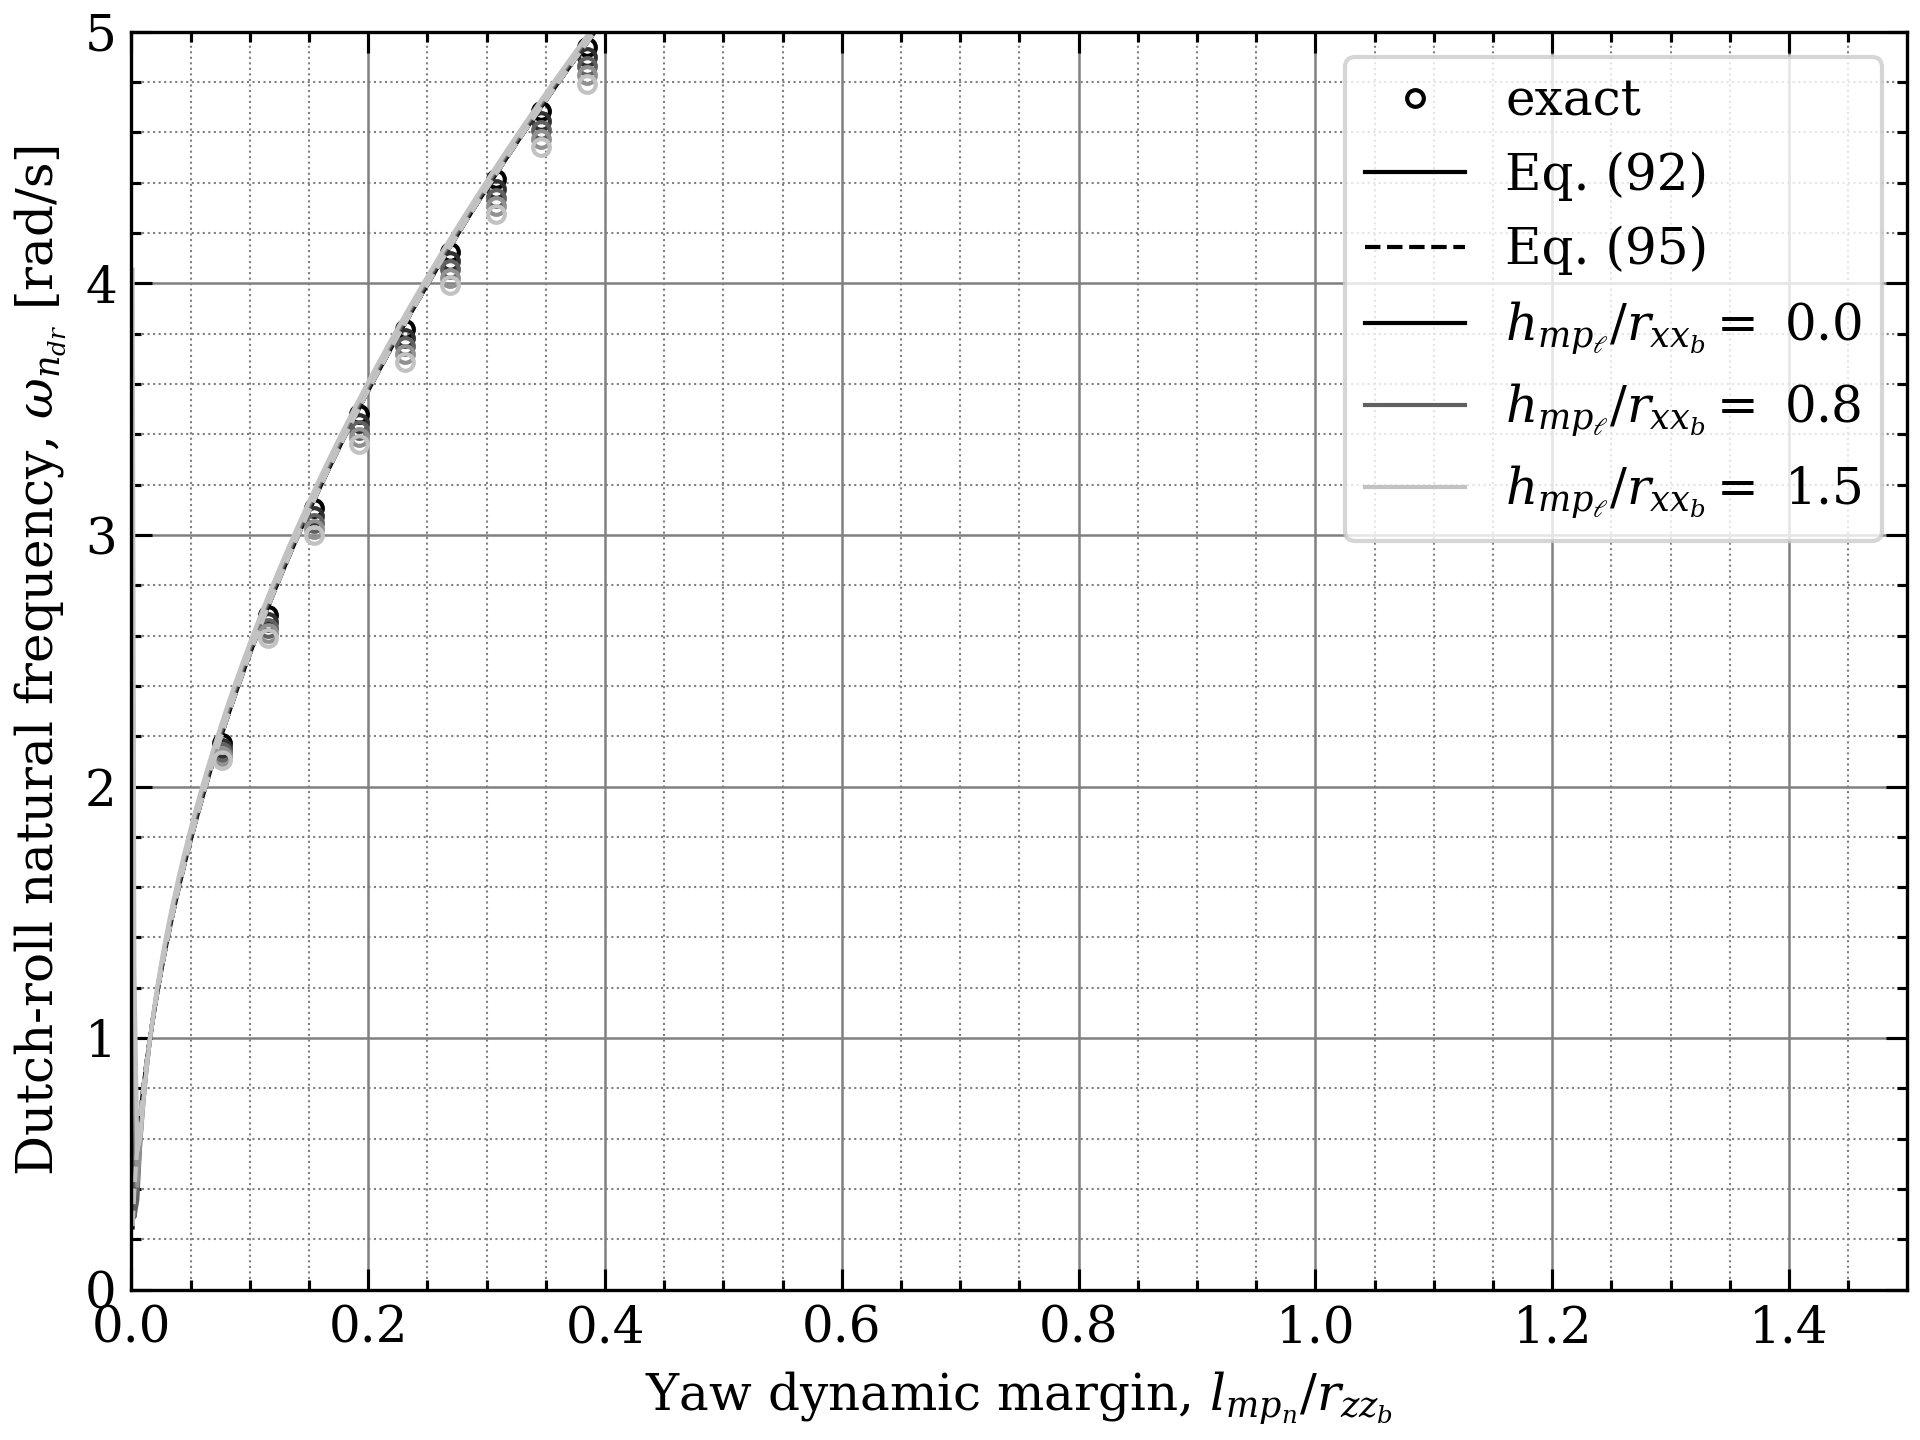 5
4
3
2
1
0
0.0 0.2 0.4 0.6 0.8 1.0 1.2 1.4
Dutch-roll natural frequency, ω_{n_{dr}} [rad/s]
Yaw dynamic margin, l_{mp_n}/r_{zz_b}
exact
Eq. (92)
Eq. (95)
h_{mp_ℓ}/r_{xx_b} = 0.0
h_{mp_ℓ}/r_{xx_b} = 0.8
h_{mp_ℓ}/r_{xx_b} = 1.5